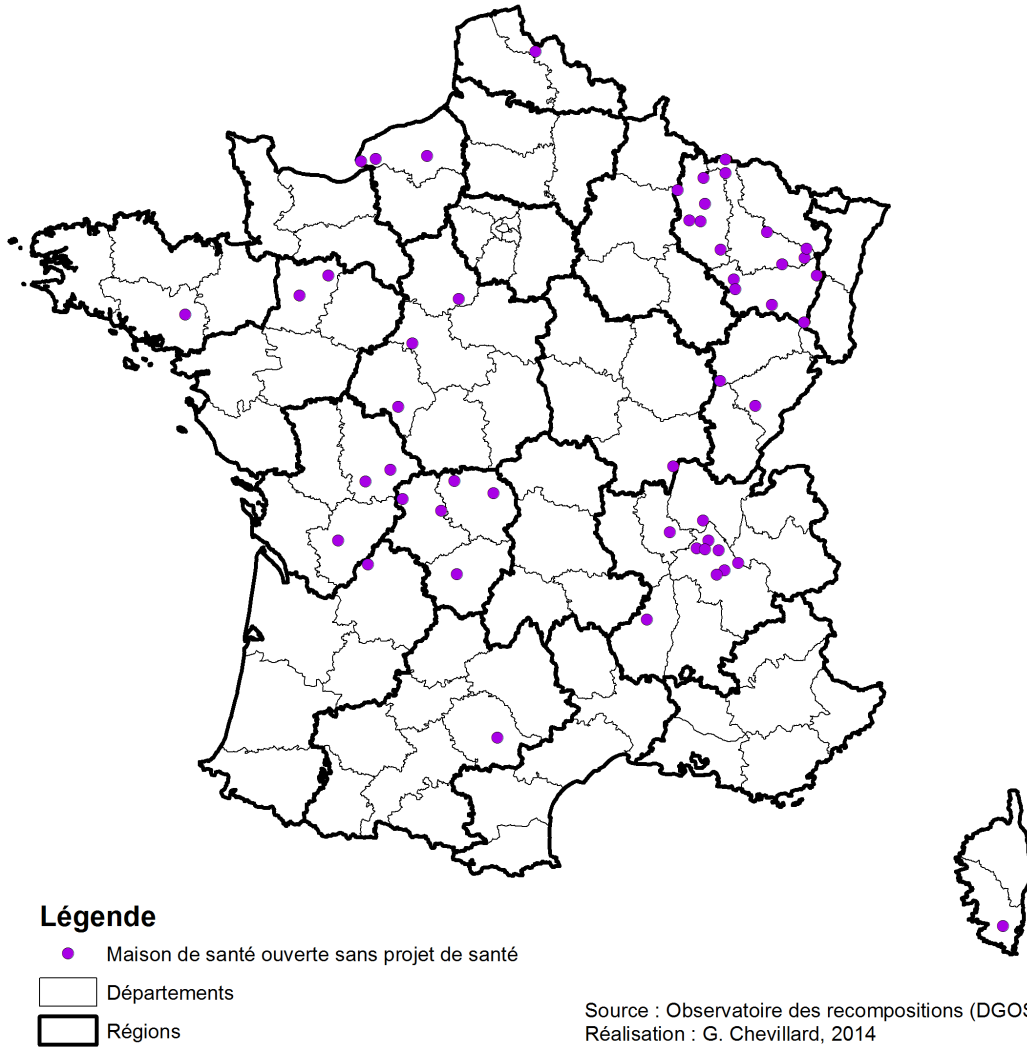 Légende
Maison de santé ouverte sans projet de santé
Départements
Régions
Source : Observatoire des recompositions (DGOS
Réalisation : G. Chevillard, 2014